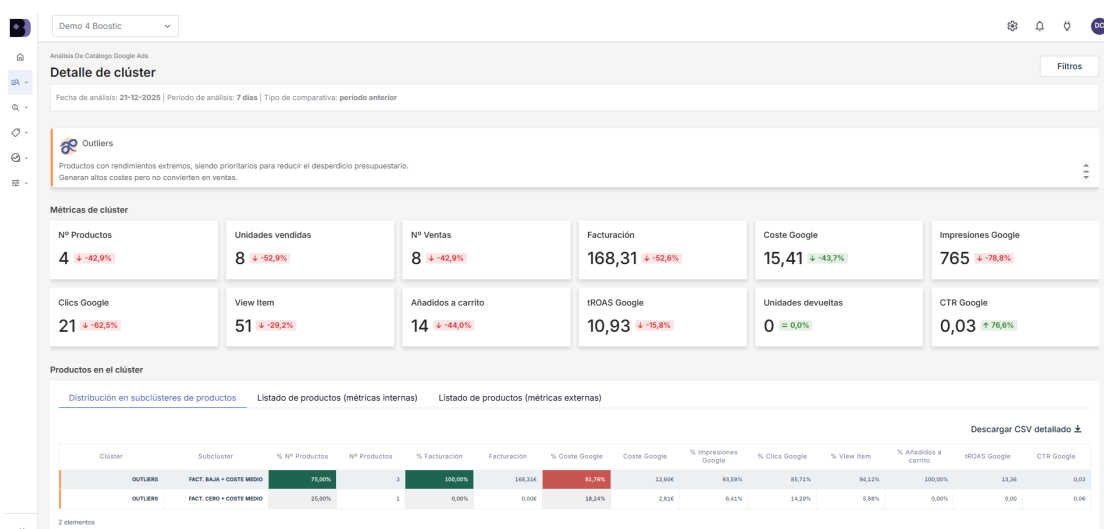 Demo 4 Boostic
DC
Análisis De Catálogo Google Ads
Detalle de clúster
Filtros
Fecha de análisis: 21-12-2025 | Periodo de análisis: 7 días | Tipo de comparativa: periodo anterior
Outliers
Productos con rendimientos extremos, siendo prioritarios para reducir el desperdicio presupuestario.
Generan altos costes pero no convierten en ventas.
Métricas de clúster
Nº Productos Unidades vendidas Nº Ventas Facturación Coste Google Impresiones Google
4 ↓ -42,9% 8 ↓ -52,9% 8 ↓ -42,9% 168,31 ↓ -52,6% 15,41 ↓ -43,7% 765 ↓ -78,8%
Clics Google View Item Añadidos a carrito tROAS Google Unidades devueltas CTR Google
21 ↓ -62,5% 51 ↓ -29,2% 14 ↓ -44,0% 10,93 ↓ -15,8% 0 = 0,0% 0,03 ↑ 76,6%
Productos en el clúster
Distribución en subclústeres de productos Listado de productos (métricas internas) Listado de productos (métricas externas)
Descargar CSV detallado
Clúster Subclúster % Nº Productos Nº Productos % Facturación Facturación % Coste Google Coste Google % Impresiones Google % Clics Google % View Item % Añadidos a carrito tROAS Google CTR Google
OUTLIERS FACT. BAJA + COSTE MEDIO 75,00% 3 100,00% 168,31€ 81,76% 12,60€ 93,59% 85,71% 94,12% 100,00% 13,36 0,03
OUTLIERS FACT. CERO + COSTE MEDIO 25,00% 1 0,00% 0,00€ 18,24% 2,81€ 6,41% 14,29% 5,88% 0,00% 0,00 0,06
2 elementos